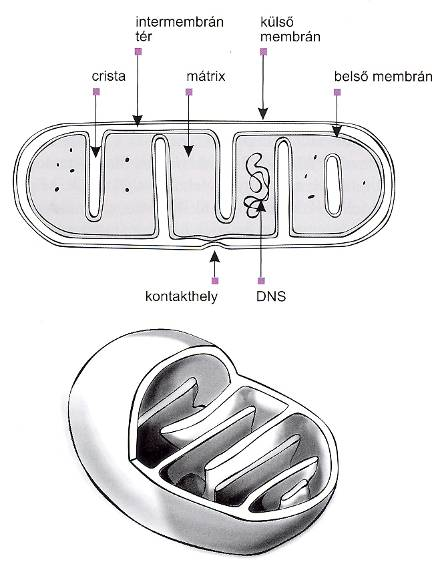 intermembrán
tér
külső
membrán
crista
mátrix
belső membrán
kontakthely
DNS